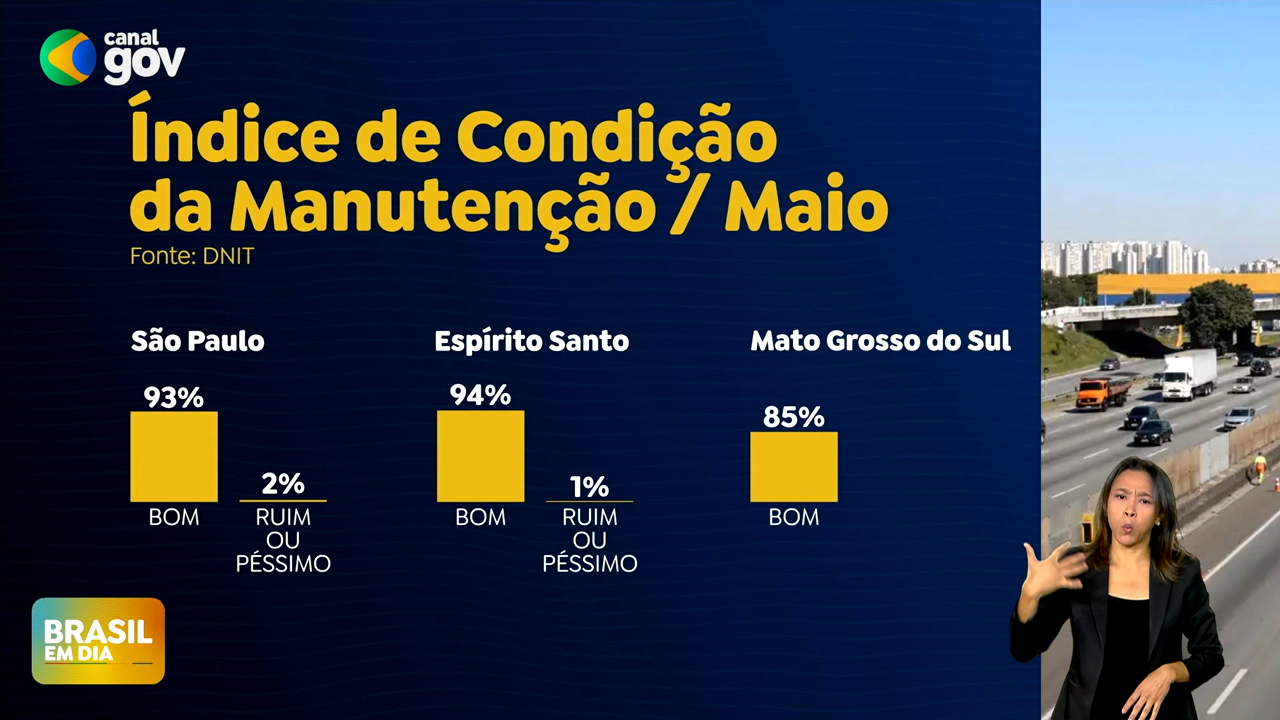 canal
gov
Índice de Condição
da Manutenção / Maio
Fonte: DNIT
São Paulo
93%
BOM
2%
RUIM
OU
PÉSSIMO
Espírito Santo
94%
BOM
1%
RUIM
OU
PÉSSIMO
Mato Grosso do Sul
85%
BOM
BRASIL
EM DIA